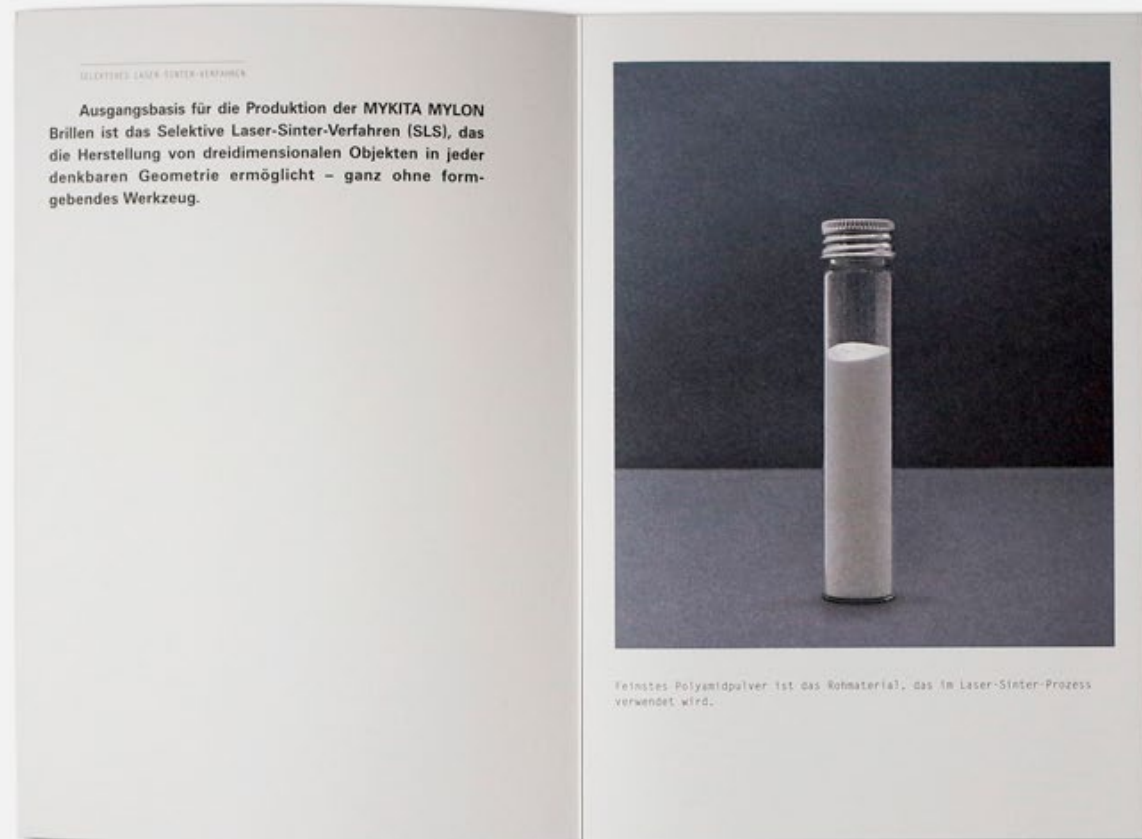 SELEKTIVES LASER-SINTER-VERFAHREN
Ausgangsbasis für die Produktion der MYKITA MYLON
Brillen ist das Selektive Laser-Sinter-Verfahren (SLS), das
die Herstellung von dreidimensionalen Objekten in jeder
denkbaren Geometrie ermöglicht – ganz ohne form-
gebendes Werkzeug.
Feinstes Polyamidpulver ist das Rohmaterial, das im Laser-Sinter-Prozess
verwendet wird.